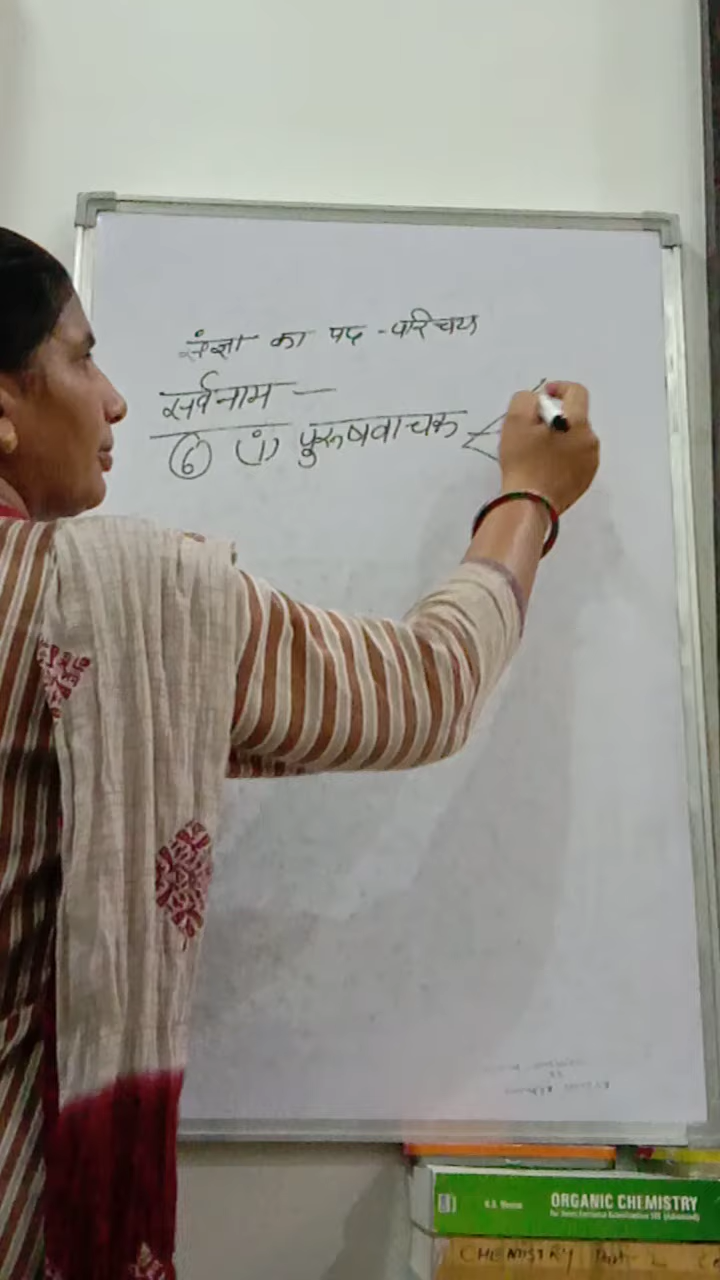 संज्ञा का पद - परिचय
सर्वनाम —
⑥ (i) पुरूषवाचक
ORGANIC CHEMISTRY
CHEMISTRY